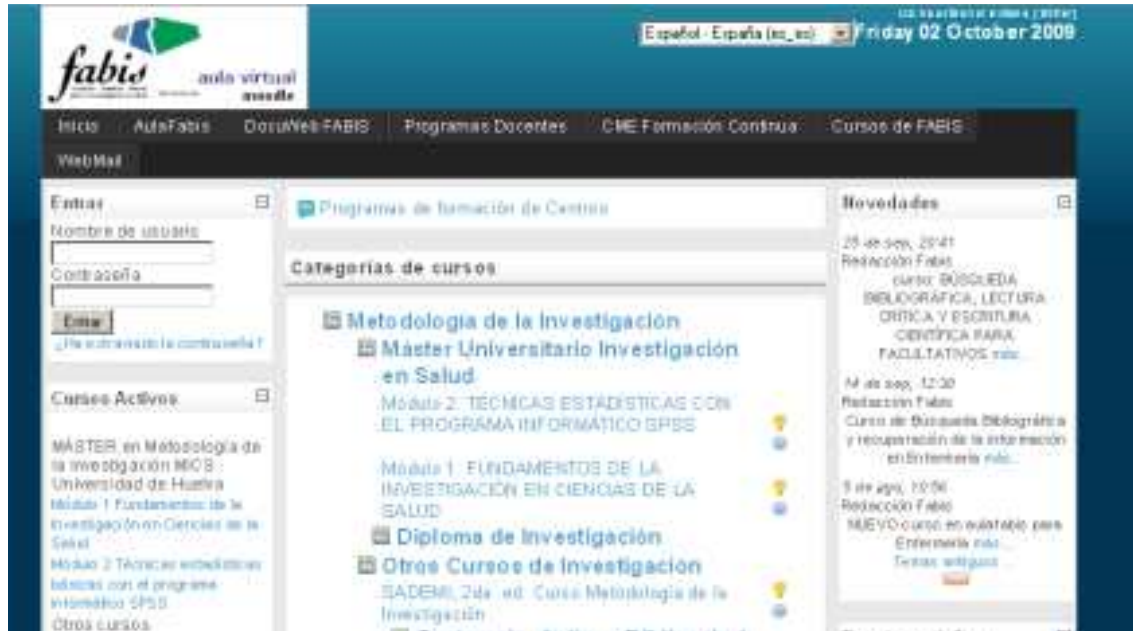 fabis
aula virtual
moodle
Español - España (es_es)
Friday 02 October 2009
Inicio AulaFabis DocuWeb FABIS Programas Docentes CME Formación Continua Cursos de FABIS
WebMail
Entrar
Nombre de usuario
Contraseña
Entrar
¿Ha extraviado la contraseña?
Cursos Activos
MÁSTER en Metodología de
la investigación MICS
Universidad de Huelva
Módulo 1 Fundamentos de la
Investigación en Ciencias de la
Salud
Módulo 2 Técnicas estadísticas
básicas con el programa
informático SPSS
Otros cursos
Programas de formación de Centros
Categorías de cursos
Metodología de la Investigación
Máster Universitario Investigación
en Salud
Módulo 2. TÉCNICAS ESTADÍSTICAS CON
EL PROGRAMA INFORMÁTICO SPSS
Módulo 1. FUNDAMENTOS DE LA
INVESTIGACIÓN EN CIENCIAS DE LA
SALUD
Diploma de Investigación
Otros Cursos de Investigación
SADEMI, 2da. ed. Curso Metodología de la
Investigación
Novedades
25 de sep, 20:41
Redacción Fabis
curso: BÚSQUEDA
BIBLIOGRÁFICA, LECTURA
CRÍTICA Y ESCRITURA
CIENTÍFICA PARA
FACULTATIVOS más...
14 de sep, 12:30
Redacción Fabis
Curso de Búsqueda Bibliográfica
y recuperación de la información
en Enfermería más...
5 de ago, 10:56
Redacción Fabis
NUEVO curso en aulafabis para
Enfermería más...
Temas antiguos ...